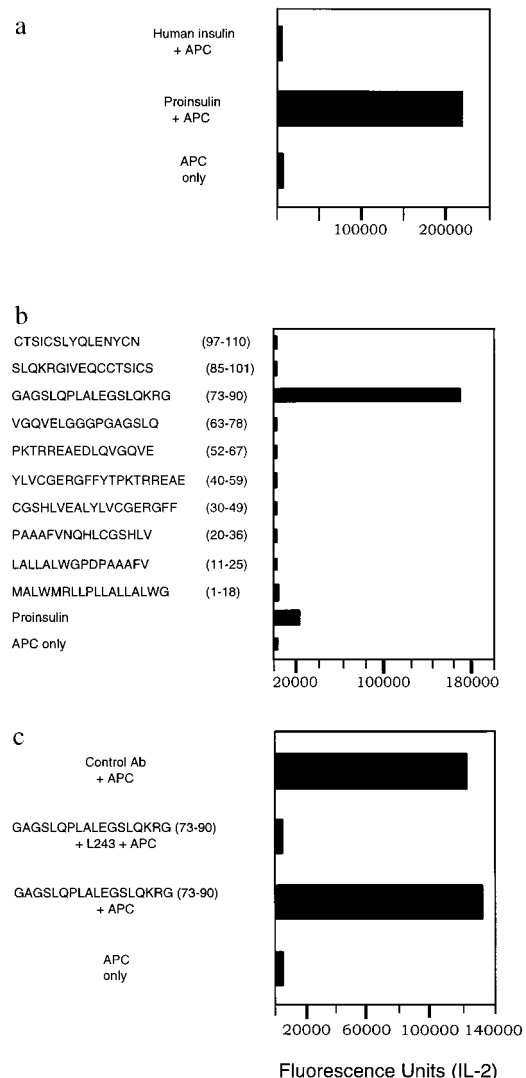 a
Human insulin
+ APC
Proinsulin
+ APC
APC
only
100000 200000
b
CTSICSLYQLENYCN (97-110)
SLQKRGIVEQCCTSICS (85-101)
GAGSLQPLALEGSLQKRG (73-90)
VGQVELGGGPGAGSLQ (63-78)
PKTRREAEDLQVGQVE (52-67)
YLVCGERGFFYTPKTRREAE (40-59)
CGSHLVEALYLVCGERGFF (30-49)
PAAAFVNQHLCGSHLV (20-36)
LALLALWGPDPAAAFV (11-25)
MALWMRLLPLLALLALWG (1-18)
Proinsulin
APC only
20000 100000 180000
c
Control Ab
+ APC
GAGSLQPLALEGSLQKRG (73-90)
+ L243 + APC
GAGSLQPLALEGSLQKRG (73-90)
+ APC
APC
only
20000 60000 100000 140000
Fluorescence Units (IL-2)